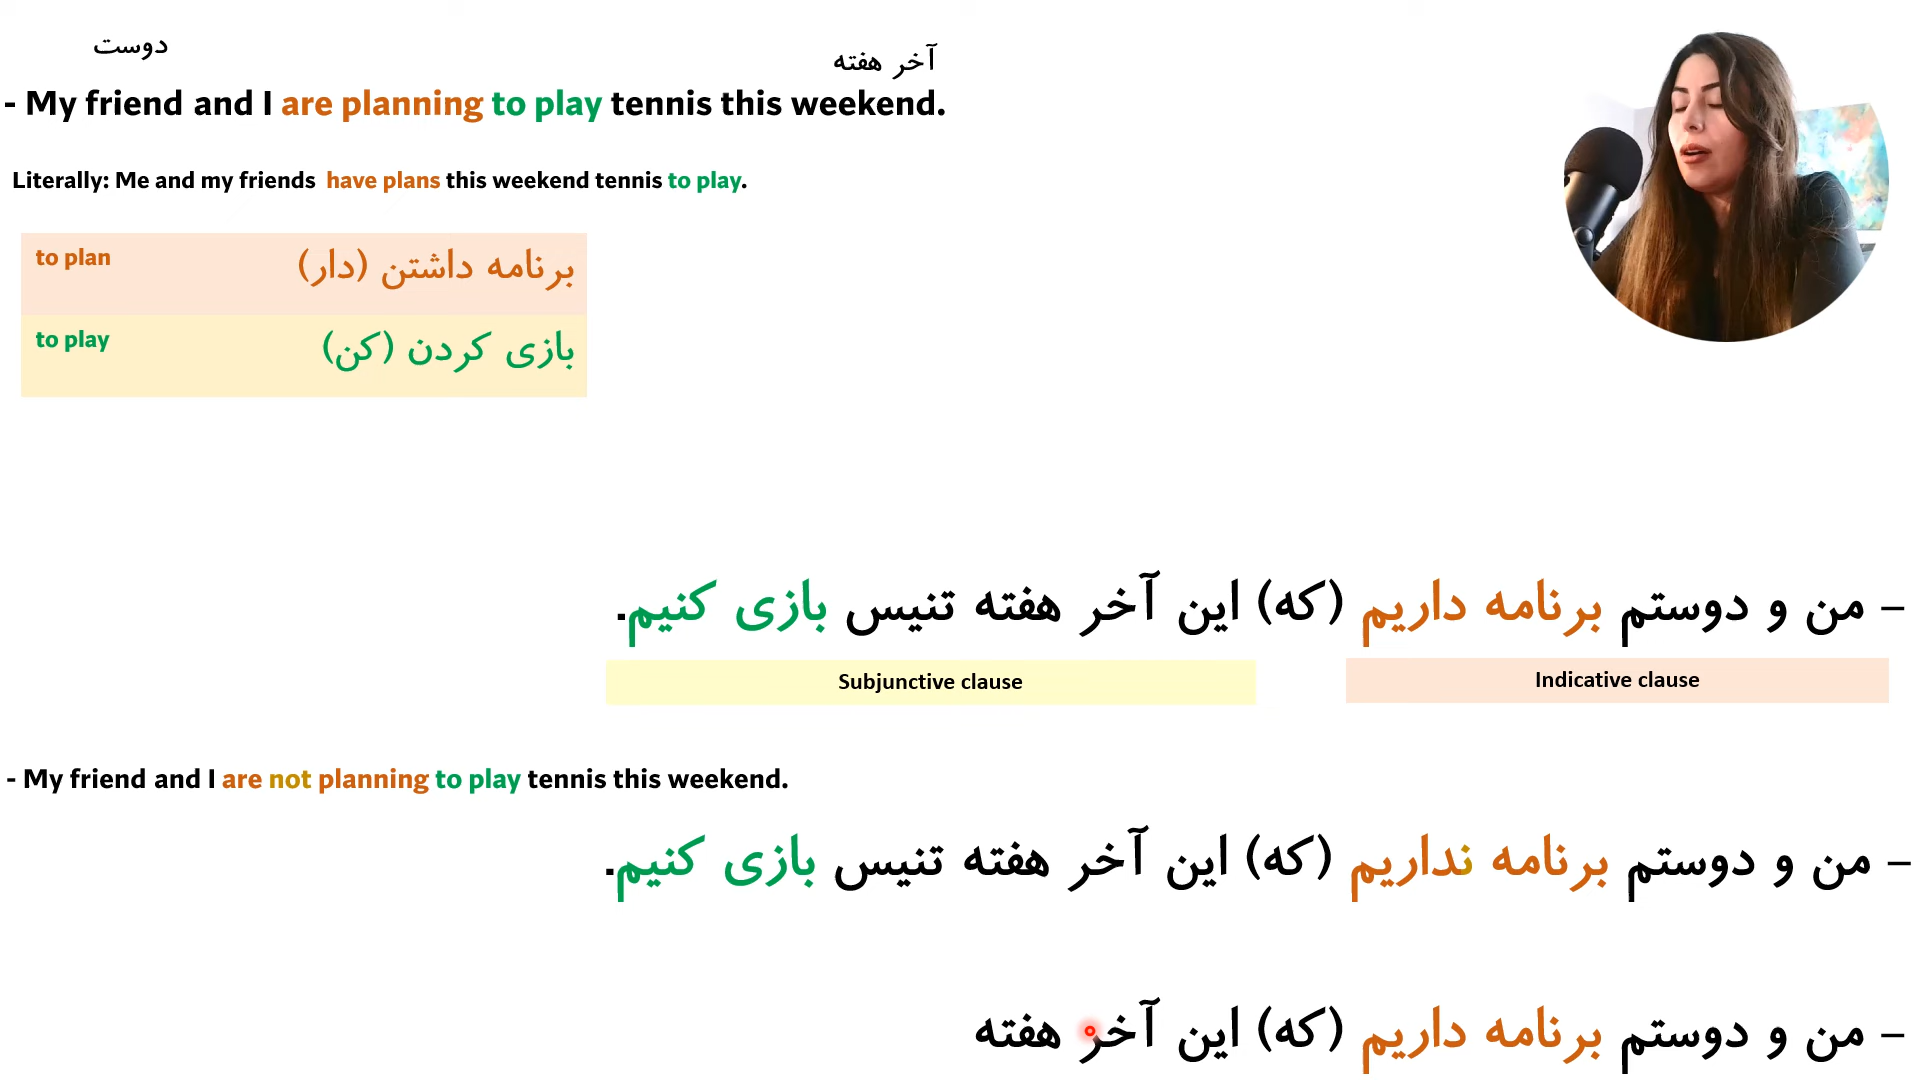 دوست
آخر هفته
- My friend and I are planning to play tennis this weekend.
Literally: Me and my friends have plans this weekend tennis to play.
to plan برنامه داشتن (دار)
to play بازی کردن (کن)
– من و دوستم برنامه داریم (که) این آخر هفته تنیس بازی کنیم.
Subjunctive clause Indicative clause
- My friend and I are not planning to play tennis this weekend.
– من و دوستم برنامه نداریم (که) این آخر هفته تنیس بازی کنیم.
– من و دوستم برنامه داریم (که) این آخر هفته